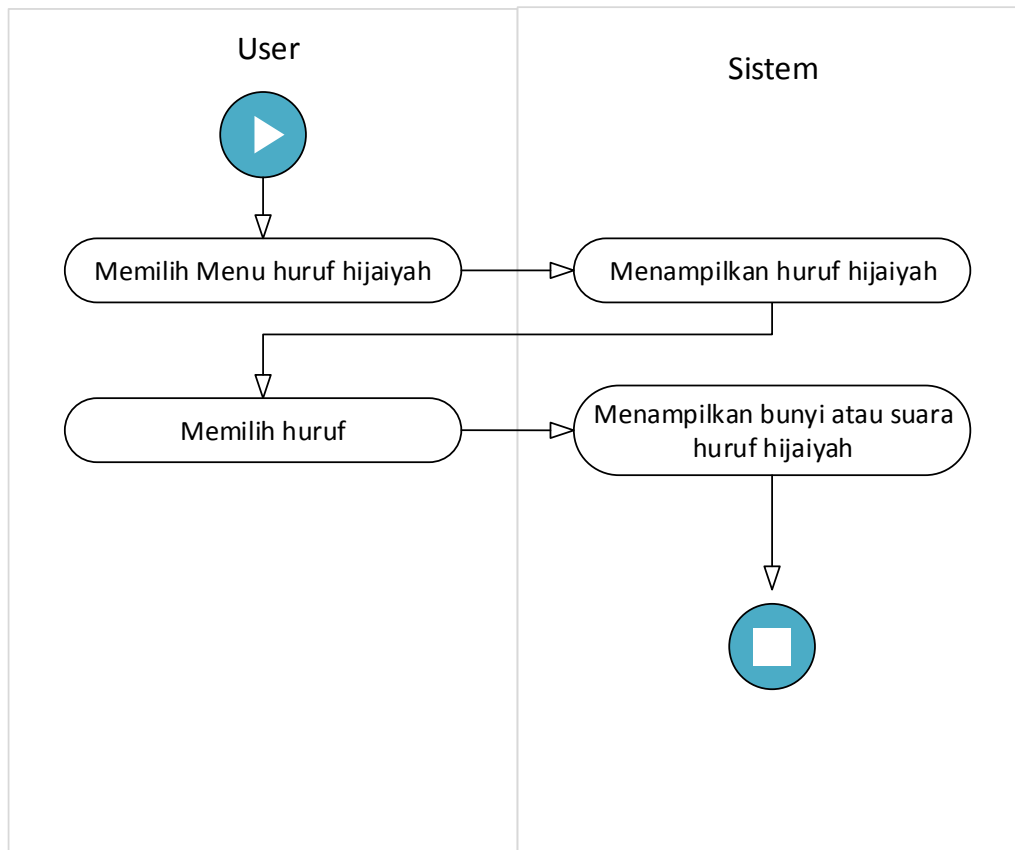 User
Sistem
Memilih Menu huruf hijaiyah
Menampilkan huruf hijaiyah
Memilih huruf
Menampilkan bunyi atau suara
huruf hijaiyah